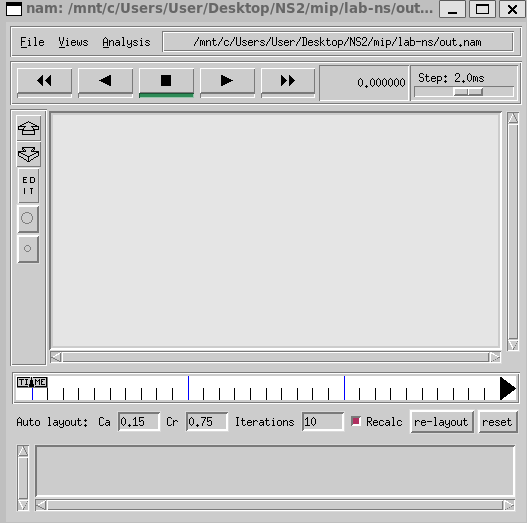 nam: /mnt/c/Users/User/Desktop/NS2/mip/lab-ns/out...
File Views Analysis /mnt/c/Users/User/Desktop/NS2/mip/lab-ns/out.nam
0.000000 Step: 2.0ms
ED
IT
TIME
Auto layout: Ca 0.15 Cr 0.75 Iterations 10 Recalc re-layout reset